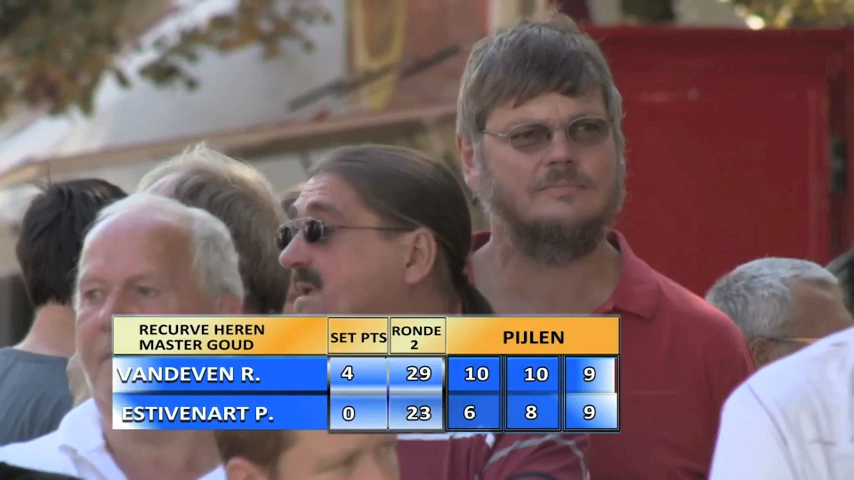 RECURVE HEREN
MASTER GOUD
SET PTS
RONDE
2
PIJLEN
VANDEVEN R. 4 29 10 10 9
ESTIVENART P. 0 23 6 8 9